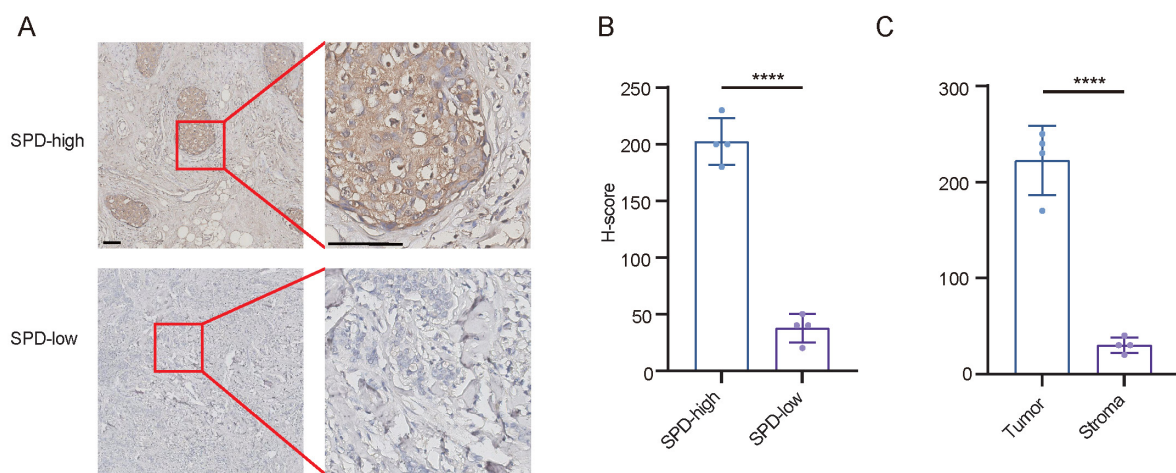 A
SPD-high
SPD-low
B
****
H-score
250
200
150
100
50
0
SPD-high
SPD-low
C
****
300
200
100
0
Tumor
Stroma